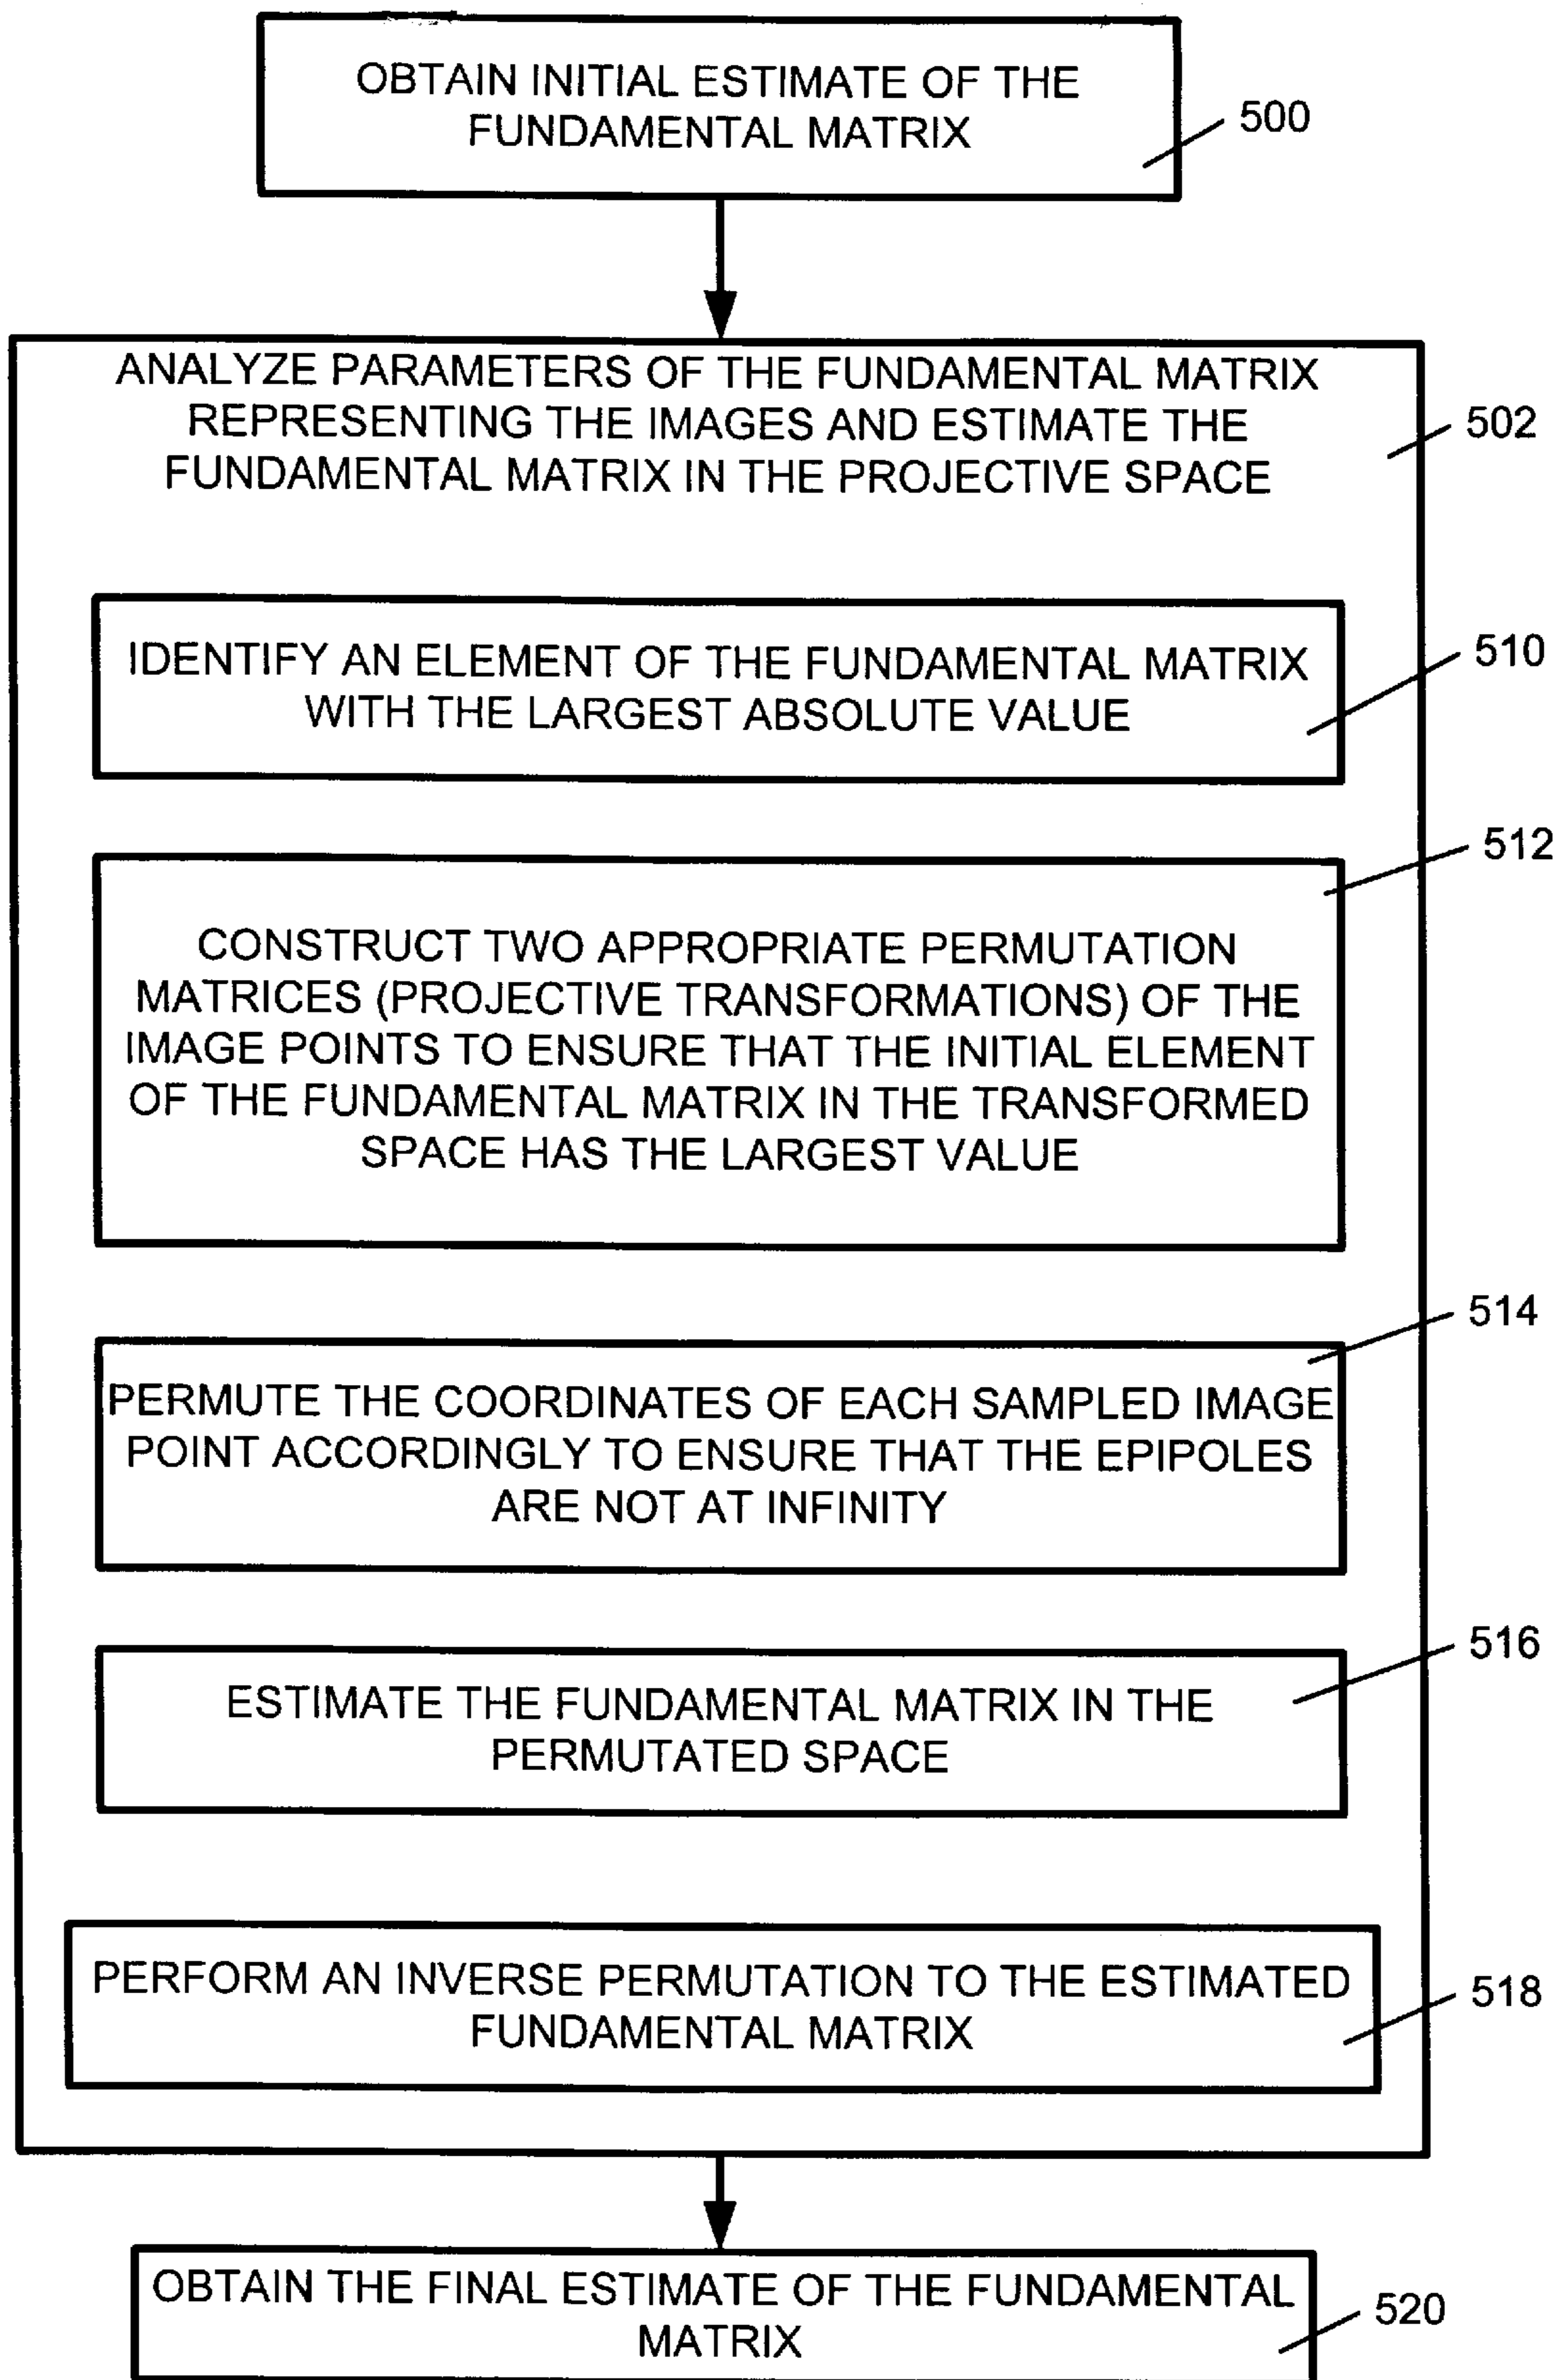 OBTAIN INITIAL ESTIMATE OF THE
FUNDAMENTAL MATRIX
500
ANALYZE PARAMETERS OF THE FUNDAMENTAL MATRIX
REPRESENTING THE IMAGES AND ESTIMATE THE
FUNDAMENTAL MATRIX IN THE PROJECTIVE SPACE
502
IDENTIFY AN ELEMENT OF THE FUNDAMENTAL MATRIX
WITH THE LARGEST ABSOLUTE VALUE
510
512
CONSTRUCT TWO APPROPRIATE PERMUTATION
MATRICES (PROJECTIVE TRANSFORMATIONS) OF THE
IMAGE POINTS TO ENSURE THAT THE INITIAL ELEMENT
OF THE FUNDAMENTAL MATRIX IN THE TRANSFORMED
SPACE HAS THE LARGEST VALUE
514
PERMUTE THE COORDINATES OF EACH SAMPLED IMAGE
POINT ACCORDINGLY TO ENSURE THAT THE EPIPOLES
ARE NOT AT INFINITY
516
ESTIMATE THE FUNDAMENTAL MATRIX IN THE
PERMUTATED SPACE
PERFORM AN INVERSE PERMUTATION TO THE ESTIMATED
FUNDAMENTAL MATRIX
518
OBTAIN THE FINAL ESTIMATE OF THE FUNDAMENTAL
MATRIX
520